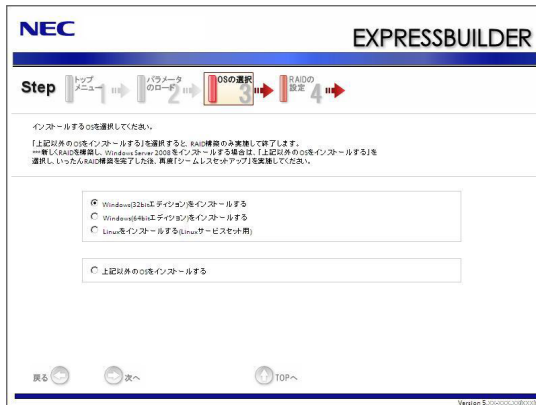 NEC
EXPRESSBUILDER
Step
トップ
メニュー 1
パラメータ
のロード 2
OSの選択
3
RAIDの
設定 4
インストールするOSを選択してください。
「上記以外のOSをインストールする」を選択すると、RAID構築のみ実施して終了します。
新しくRAIDを構築し、Windows Server 2008をインストールする場合は、「上記以外のOSをインストールする」を
選択し、いったんRAID構築を完了した後、再度「シームレスセットアップ」を実施してください。
Windows(32bitエディション)をインストールする
Windows(64bitエディション)をインストールする
Linuxをインストールする(Linuxサービスセット用)
上記以外のOSをインストールする
戻る
次へ
TOPへ
Version 5.